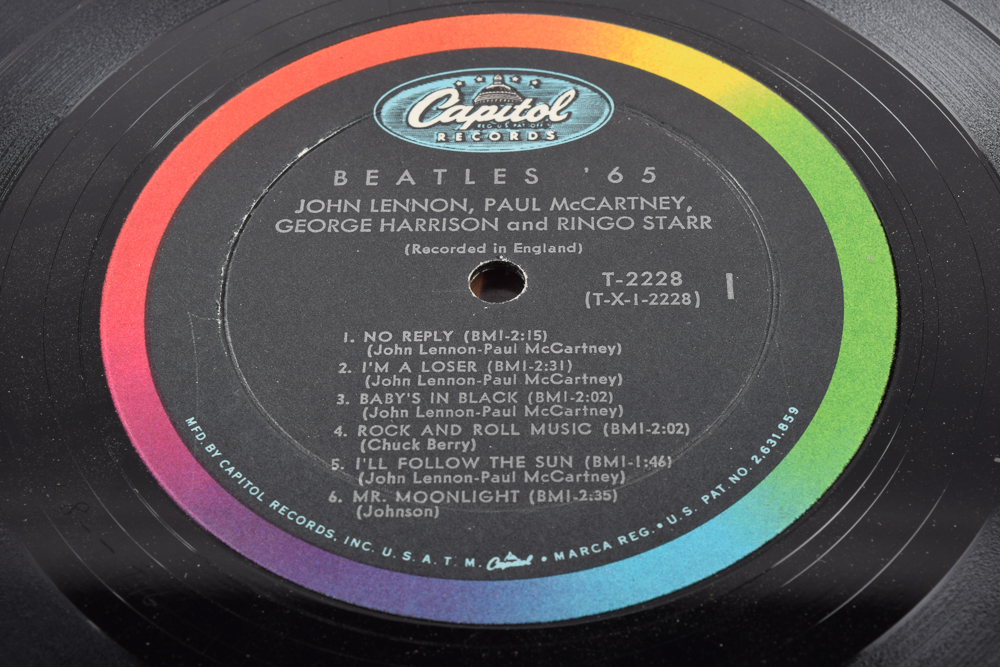 Capitol
REG. U.S. PAT. OFF.
RECORDS
BEATLES '65
JOHN LENNON, PAUL McCARTNEY,
GEORGE HARRISON and RINGO STARR
(Recorded in England)
T-2228
(T-X-1-2228)
1
1. NO REPLY (BMI-2:15)
(John Lennon-Paul McCartney)
2. I'M A LOSER (BMI-2:31)
(John Lennon-Paul McCartney)
3. BABY'S IN BLACK (BMI-2:02)
(John Lennon-Paul McCartney)
4. ROCK AND ROLL MUSIC (BMI-2:02)
(Chuck Berry)
5. I'LL FOLLOW THE SUN (BMI-1:46)
(John Lennon-Paul McCartney)
6. MR. MOONLIGHT (BMI-2:35)
(Johnson)
MFD. BY CAPITOL RECORDS, INC. U. S. A. T. M. Capitol • MARCA REG. • U. S. PAT. NO. 2,631,859